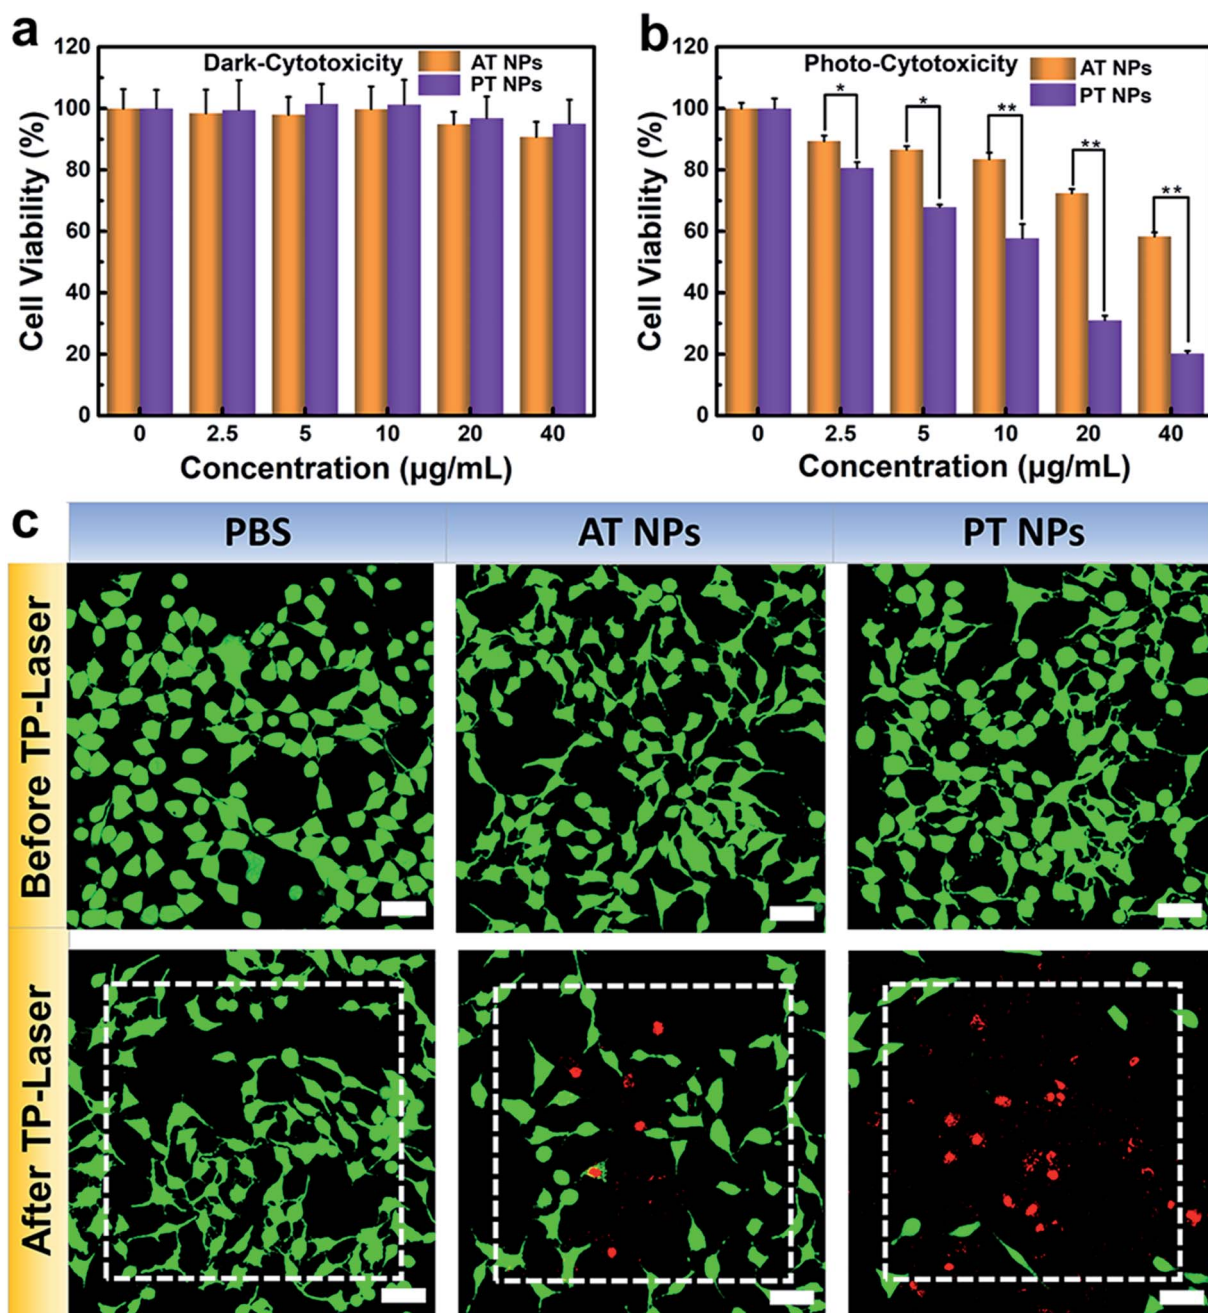 a
Dark-Cytotoxicity
AT NPs
PT NPs
120
100
80
60
40
20
0
Cell Viability (%)
0 2.5 5 10 20 40
Concentration (μg/mL)
b
Photo-Cytotoxicity
AT NPs
PT NPs
120
100
80
60
40
20
0
Cell Viability (%)
* * ** ** **
0 2.5 5 10 20 40
Concentration (μg/mL)
c
PBS AT NPs PT NPs
Before TP-Laser
After TP-Laser